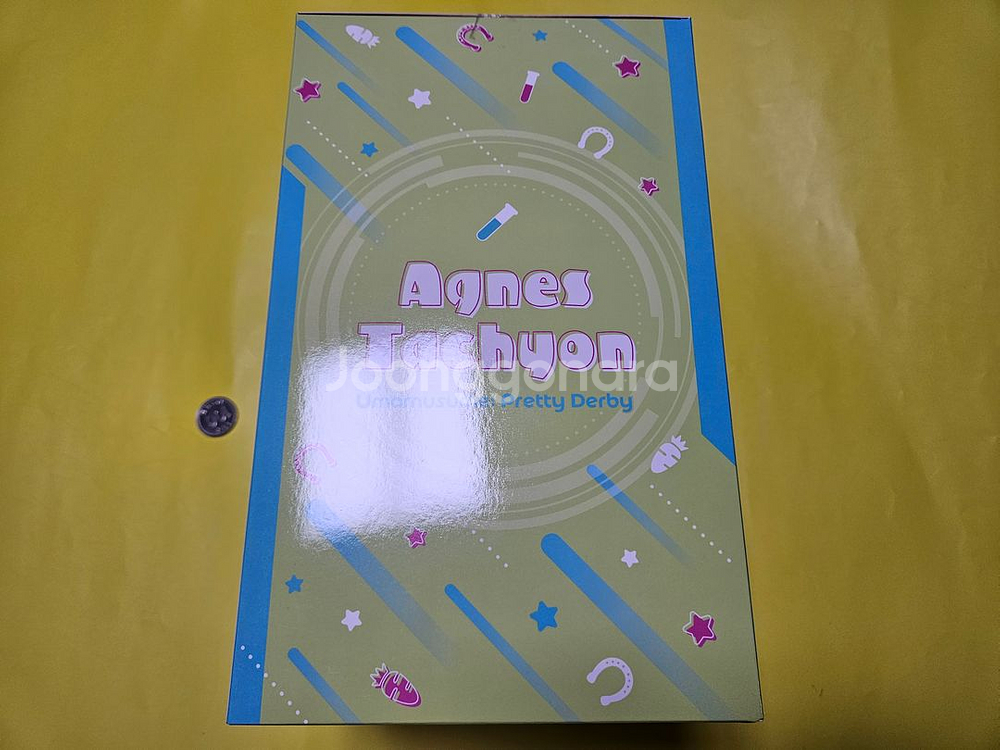 Agnes
Tachyon
Joonggonara
Umamusume: Pretty Derby